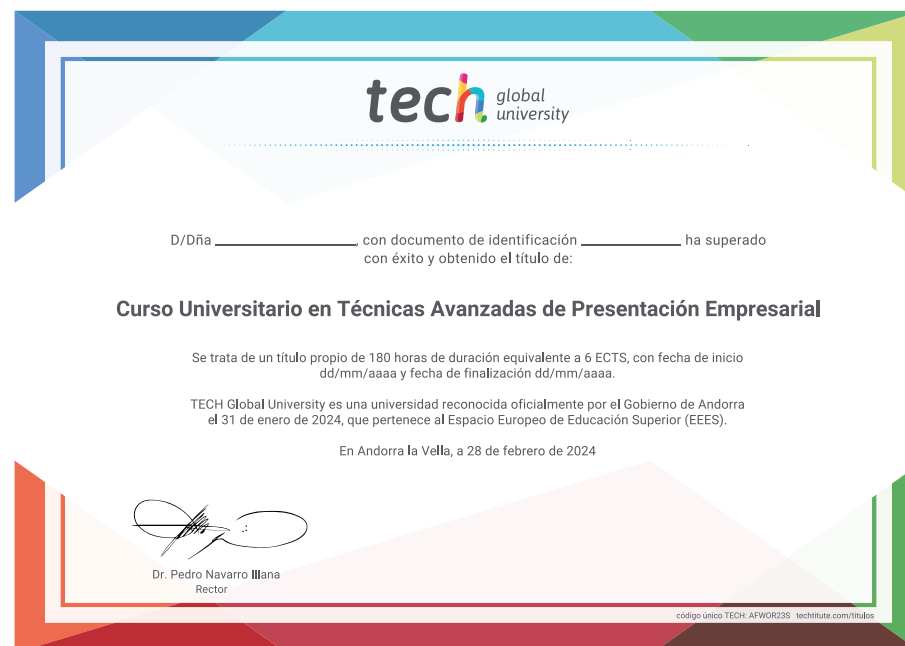 tech global university
D/Dña ____________, con documento de identificación ____________ ha superado
con éxito y obtenido el título de:
Curso Universitario en Técnicas Avanzadas de Presentación Empresarial
Se trata de un título propio de 180 horas de duración equivalente a 6 ECTS, con fecha de inicio
dd/mm/aaaa y fecha de finalización dd/mm/aaaa.
TECH Global University es una universidad reconocida oficialmente por el Gobierno de Andorra
el 31 de enero de 2024, que pertenece al Espacio Europeo de Educación Superior (EEES).
En Andorra la Vella, a 28 de febrero de 2024
Dr. Pedro Navarro Illana
Rector
código único TECH: AFWOR23S techtitute.com/titulos